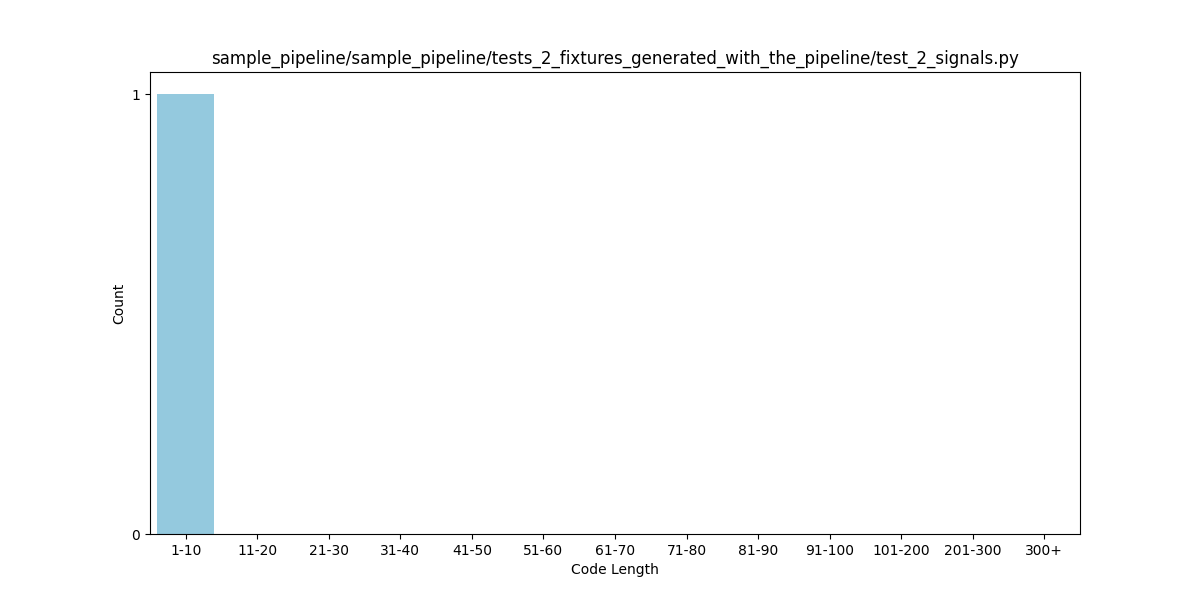 sample_pipeline/sample_pipeline/tests_2_fixtures_generated_with_the_pipeline/test_2_signals.py
1
Count
0
1-10 11-20 21-30 31-40 41-50 51-60 61-70 71-80 81-90 91-100 101-200 201-300 300+
Code Length